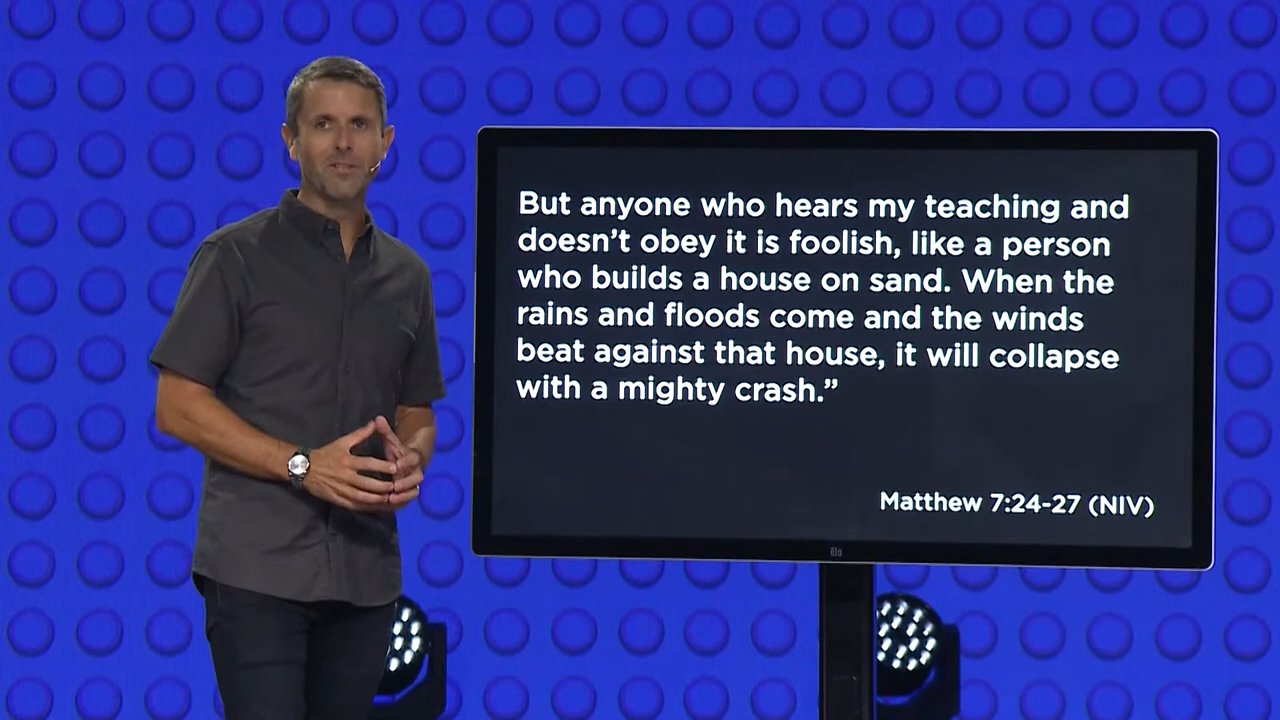 But anyone who hears my teaching and
doesn’t obey it is foolish, like a person
who builds a house on sand. When the
rains and floods come and the winds
beat against that house, it will collapse
with a mighty crash.”
Matthew 7:24-27 (NIV)
elo